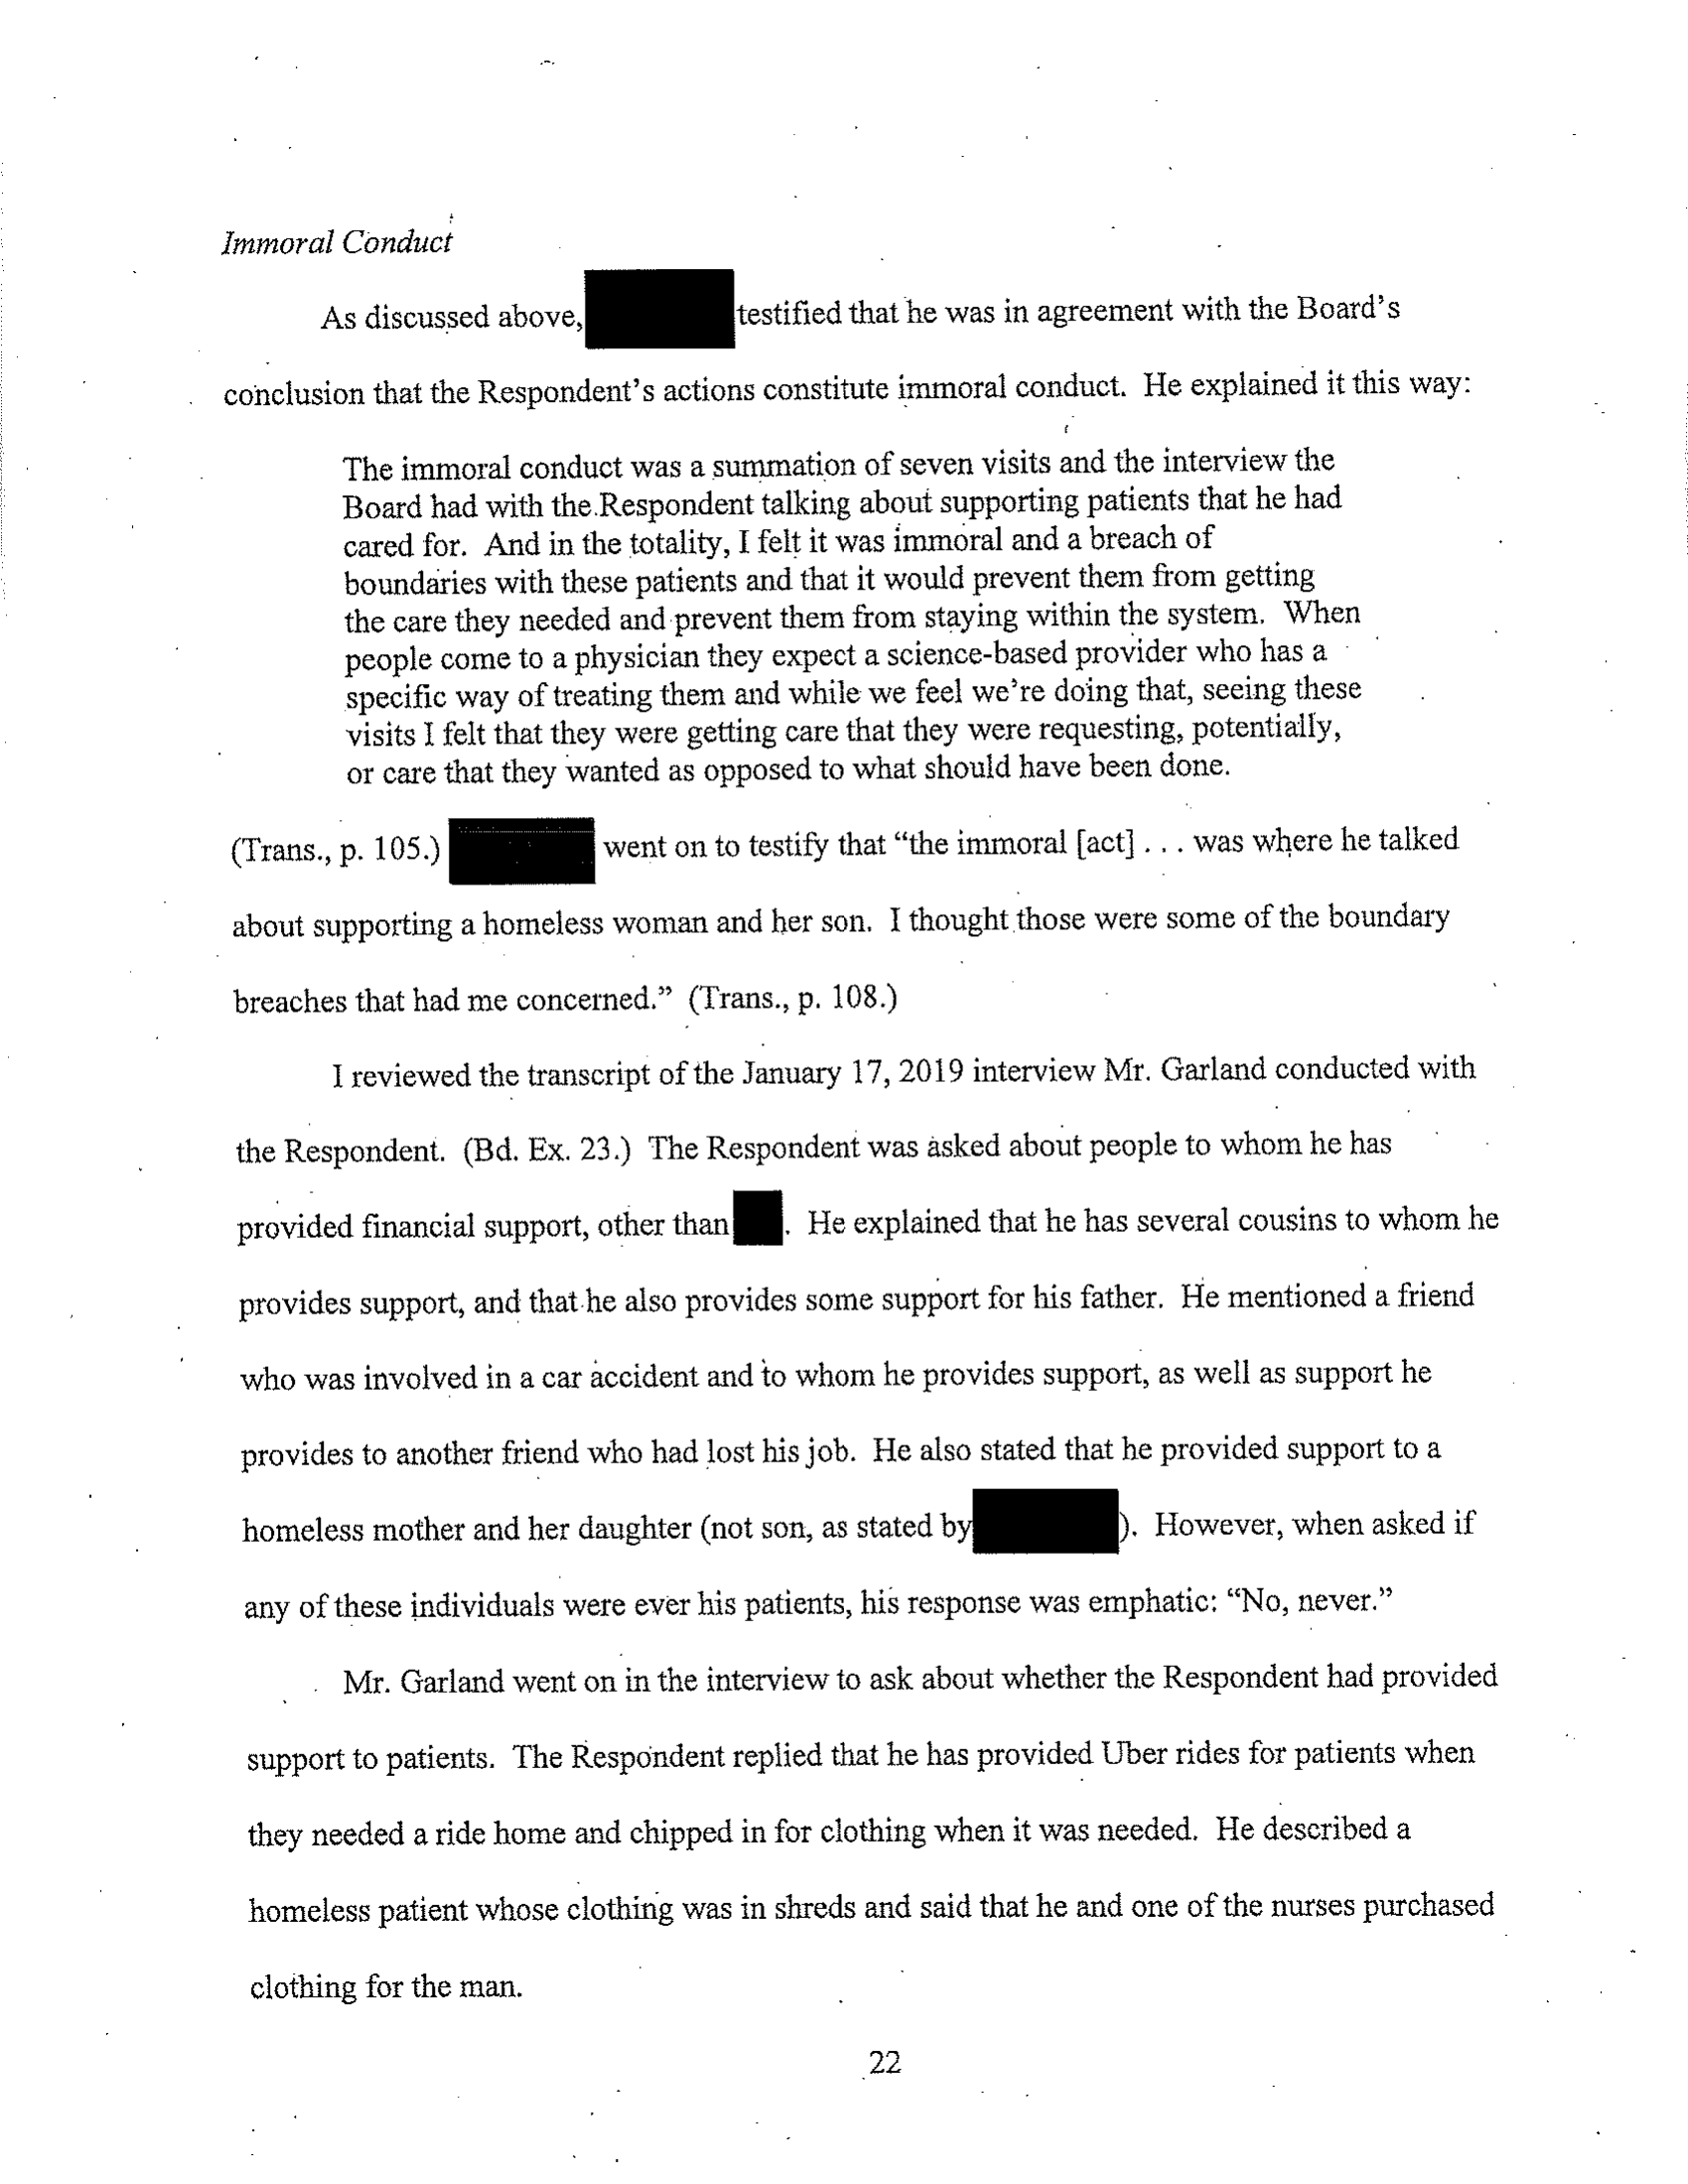 Immoral Conduct
As discussed above, testified that he was in agreement with the Board's
conclusion that the Respondent's actions constitute immoral conduct. He explained it this way:
The immoral conduct was a summation of seven visits and the interview the
Board had with the Respondent talking about supporting patients that he had
cared for. And in the totality, I felt it was immoral and a breach of
boundaries with these patients and that it would prevent them from getting
the care they needed and prevent them from staying within the system. When
people come to a physician they expect a science-based provider who has a
specific way of treating them and while we feel we're doing that, seeing these
visits I felt that they were getting care that they were requesting, potentially,
or care that they wanted as opposed to what should have been done.
(Trans., p. 105.) went on to testify that “the immoral [act] . . . was where he talked
about supporting a homeless woman and her son. I thought those were some of the boundary
breaches that had me concerned.” (Trans., p. 108.)
I reviewed the transcript of the January 17, 2019 interview Mr. Garland conducted with
the Respondent. (Bd. Ex. 23.) The Respondent was asked about people to whom he has
provided financial support, other than . He explained that he has several cousins to whom he
provides support, and that he also provides some support for his father. He mentioned a friend
who was involved in a car accident and to whom he provides support, as well as support he
provides to another friend who had lost his job. He also stated that he provided support to a
homeless mother and her daughter (not son, as stated by ). However, when asked if
any of these individuals were ever his patients, his response was emphatic: “No, never.”
Mr. Garland went on in the interview to ask about whether the Respondent had provided
support to patients. The Respondent replied that he has provided Uber rides for patients when
they needed a ride home and chipped in for clothing when it was needed. He described a
homeless patient whose clothing was in shreds and said that he and one of the nurses purchased
clothing for the man.
22